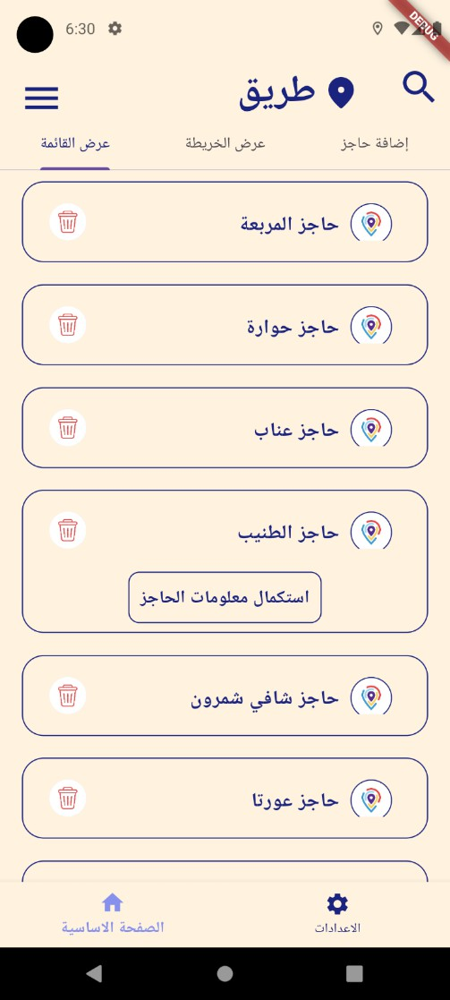 6:30
DEBUG
طريق
إضافة حاجز
عرض الخريطة
عرض القائمة
حاجز المربعة
حاجز حوارة
حاجز عناب
حاجز الطنيب
استكمال معلومات الحاجز
حاجز شافي شمرون
حاجز عورتا
الاعدادات
الصفحة الاساسية